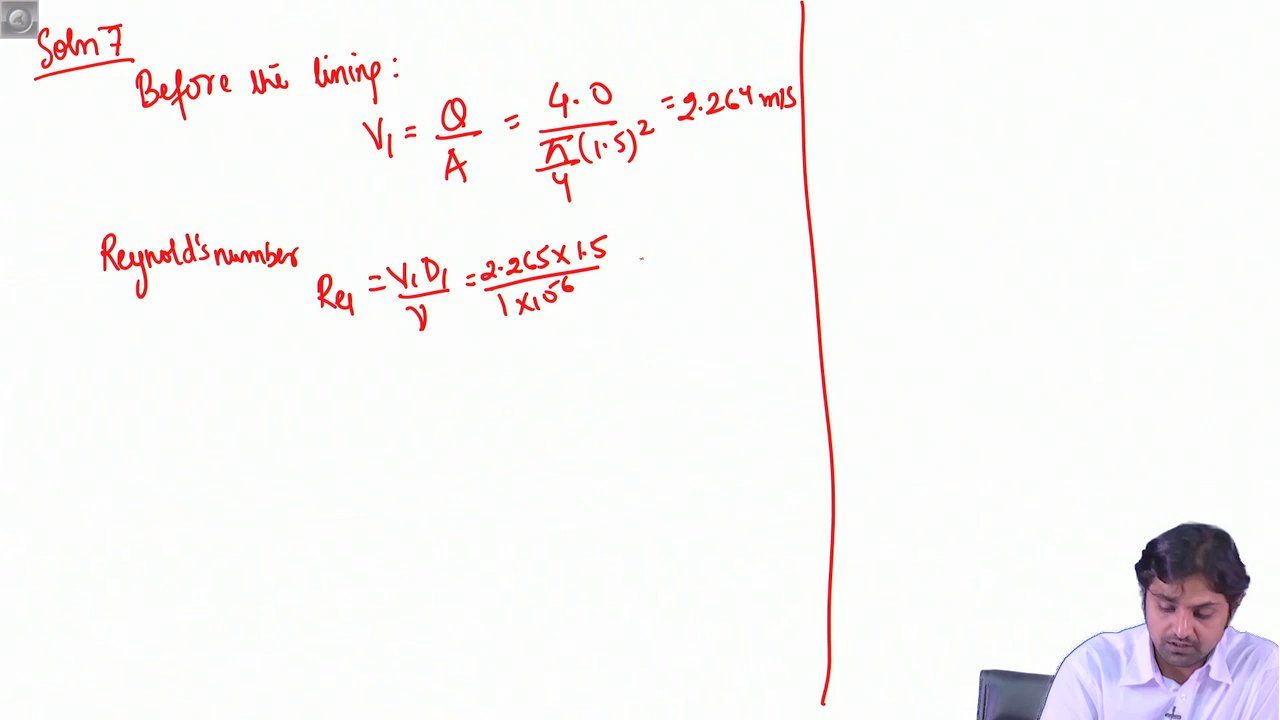 Soln 7
Before the lining:
V₁ = Q/A = 4.0/(π/4 (1.5)²) = 2.264 m/s
Reynold's number Re₁ = V₁D₁/ν = 2.265 x 1.5/1 x 10⁻⁶